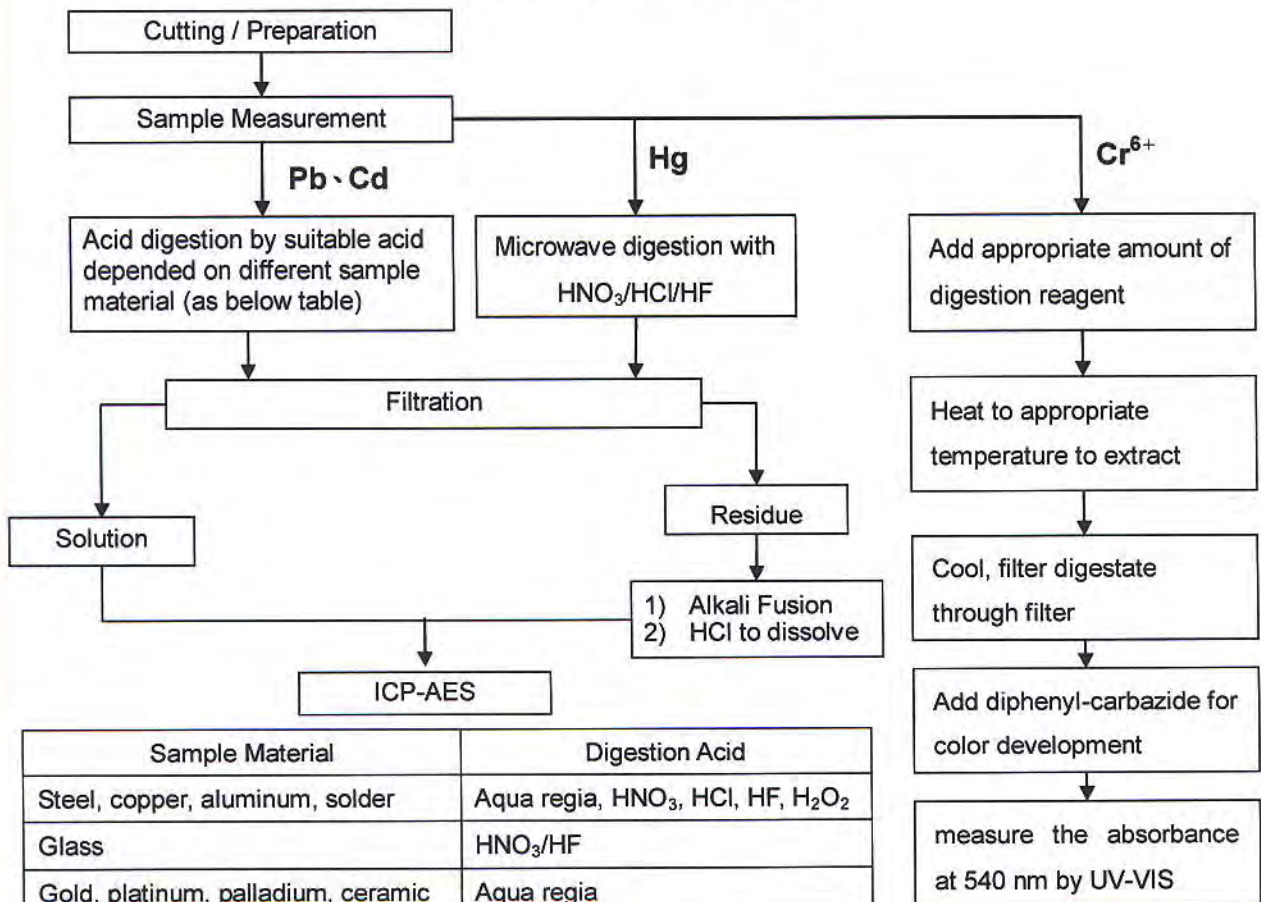 Cutting / Preparation
Sample Measurement
Pb、Cd
Hg
Cr⁶⁺
Acid digestion by suitable acid
depended on different sample
material (as below table)
Microwave digestion with
HNO₃/HCl/HF
Add appropriate amount of
digestion reagent
Filtration
Heat to appropriate
temperature to extract
Solution
Residue
1) Alkali Fusion
2) HCl to dissolve
Cool, filter digestate
through filter
ICP-AES
Add diphenyl-carbazide for
color development
measure the absorbance
at 540 nm by UV-VIS
Sample Material Digestion Acid
Steel, copper, aluminum, solder Aqua regia, HNO₃, HCl, HF, H₂O₂
Glass HNO₃/HF
Gold, platinum, palladium, ceramic Aqua regia